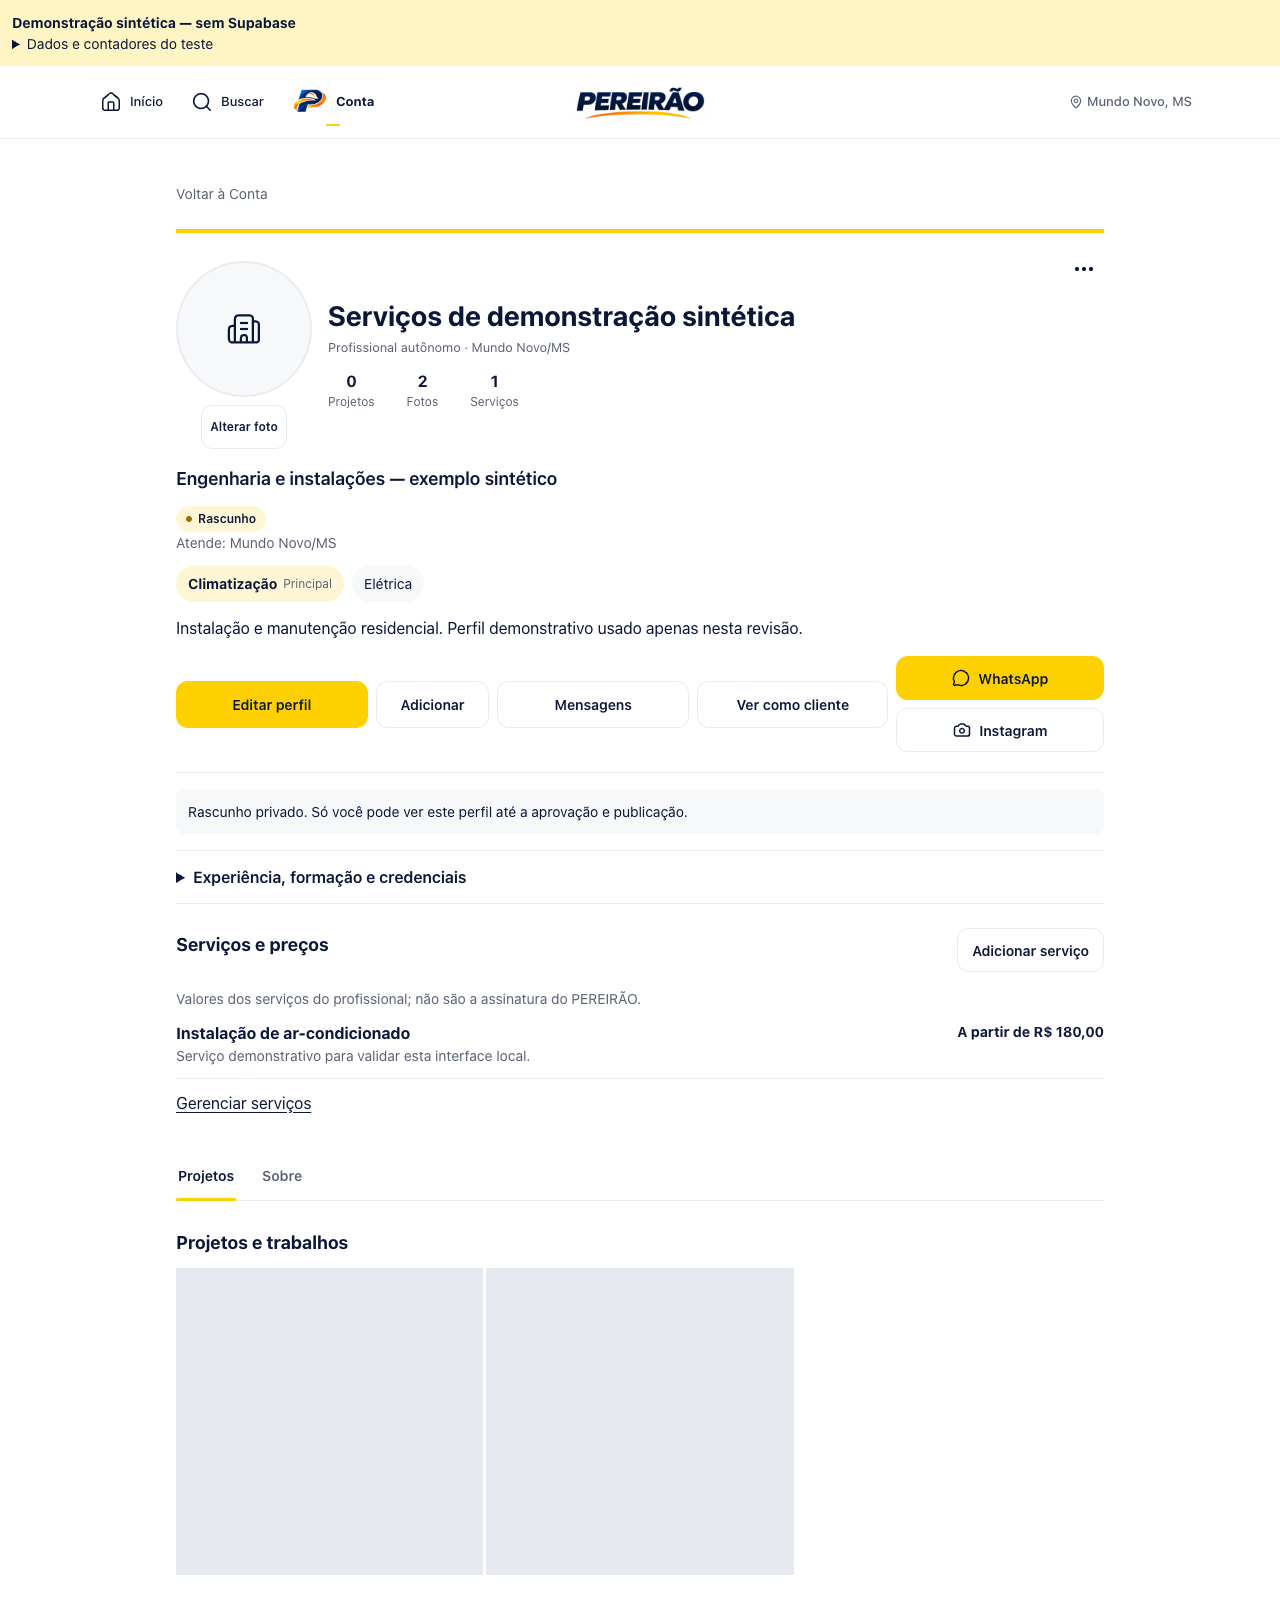 Demonstração sintética — sem Supabase
Dados e contadores do teste
Início
Buscar
Conta
PEREIRÃO
Mundo Novo, MS
Voltar à Conta
Serviços de demonstração sintética
Profissional autônomo · Mundo Novo/MS
0 2 1
Projetos Fotos Serviços
Alterar foto
Engenharia e instalações — exemplo sintético
Rascunho
Atende: Mundo Novo/MS
Climatização Principal
Elétrica
Instalação e manutenção residencial. Perfil demonstrativo usado apenas nesta revisão.
Editar perfil
Adicionar
Mensagens
Ver como cliente
WhatsApp
Instagram
Rascunho privado. Só você pode ver este perfil até a aprovação e publicação.
Experiência, formação e credenciais
Serviços e preços
Adicionar serviço
Valores dos serviços do profissional; não são a assinatura do PEREIRÃO.
Instalação de ar-condicionado
A partir de R$ 180,00
Serviço demonstrativo para validar esta interface local.
Gerenciar serviços
Projetos
Sobre
Projetos e trabalhos